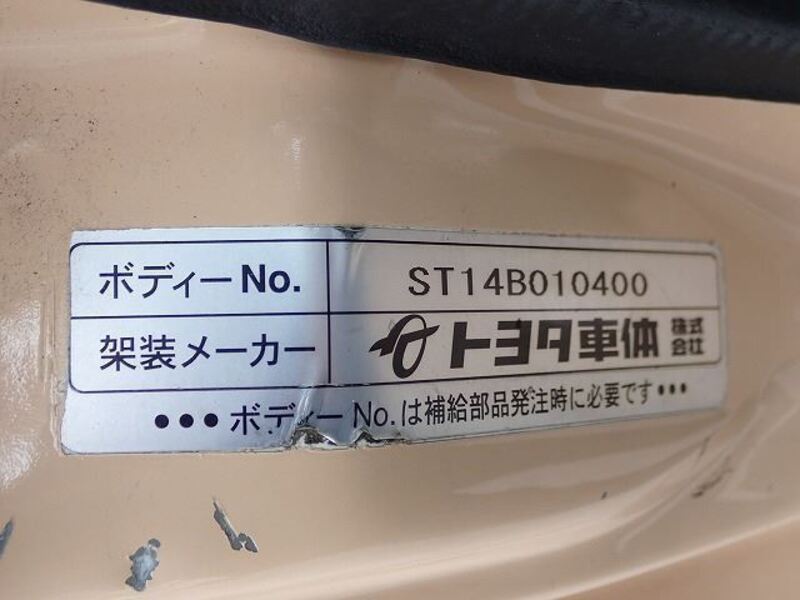 ボディーNo. ST14B010400
架装メーカー トヨタ車体 株式会社
•••ボディーNo.は補給部品発注時に必要です•••